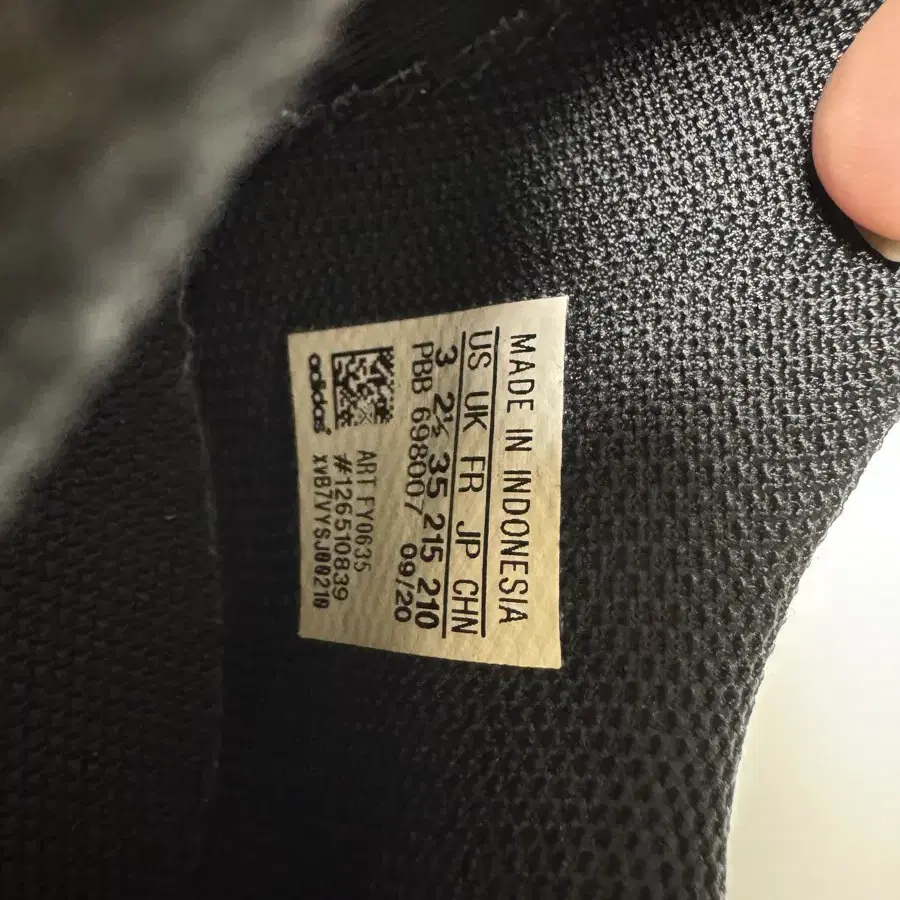 MADE IN INDONESIA
US UK FR JP CHN
3 2½ 35 215 210
PBB 698007 09/20
ART FY0635
#126510839
XWB7VYSJ00210
adidas